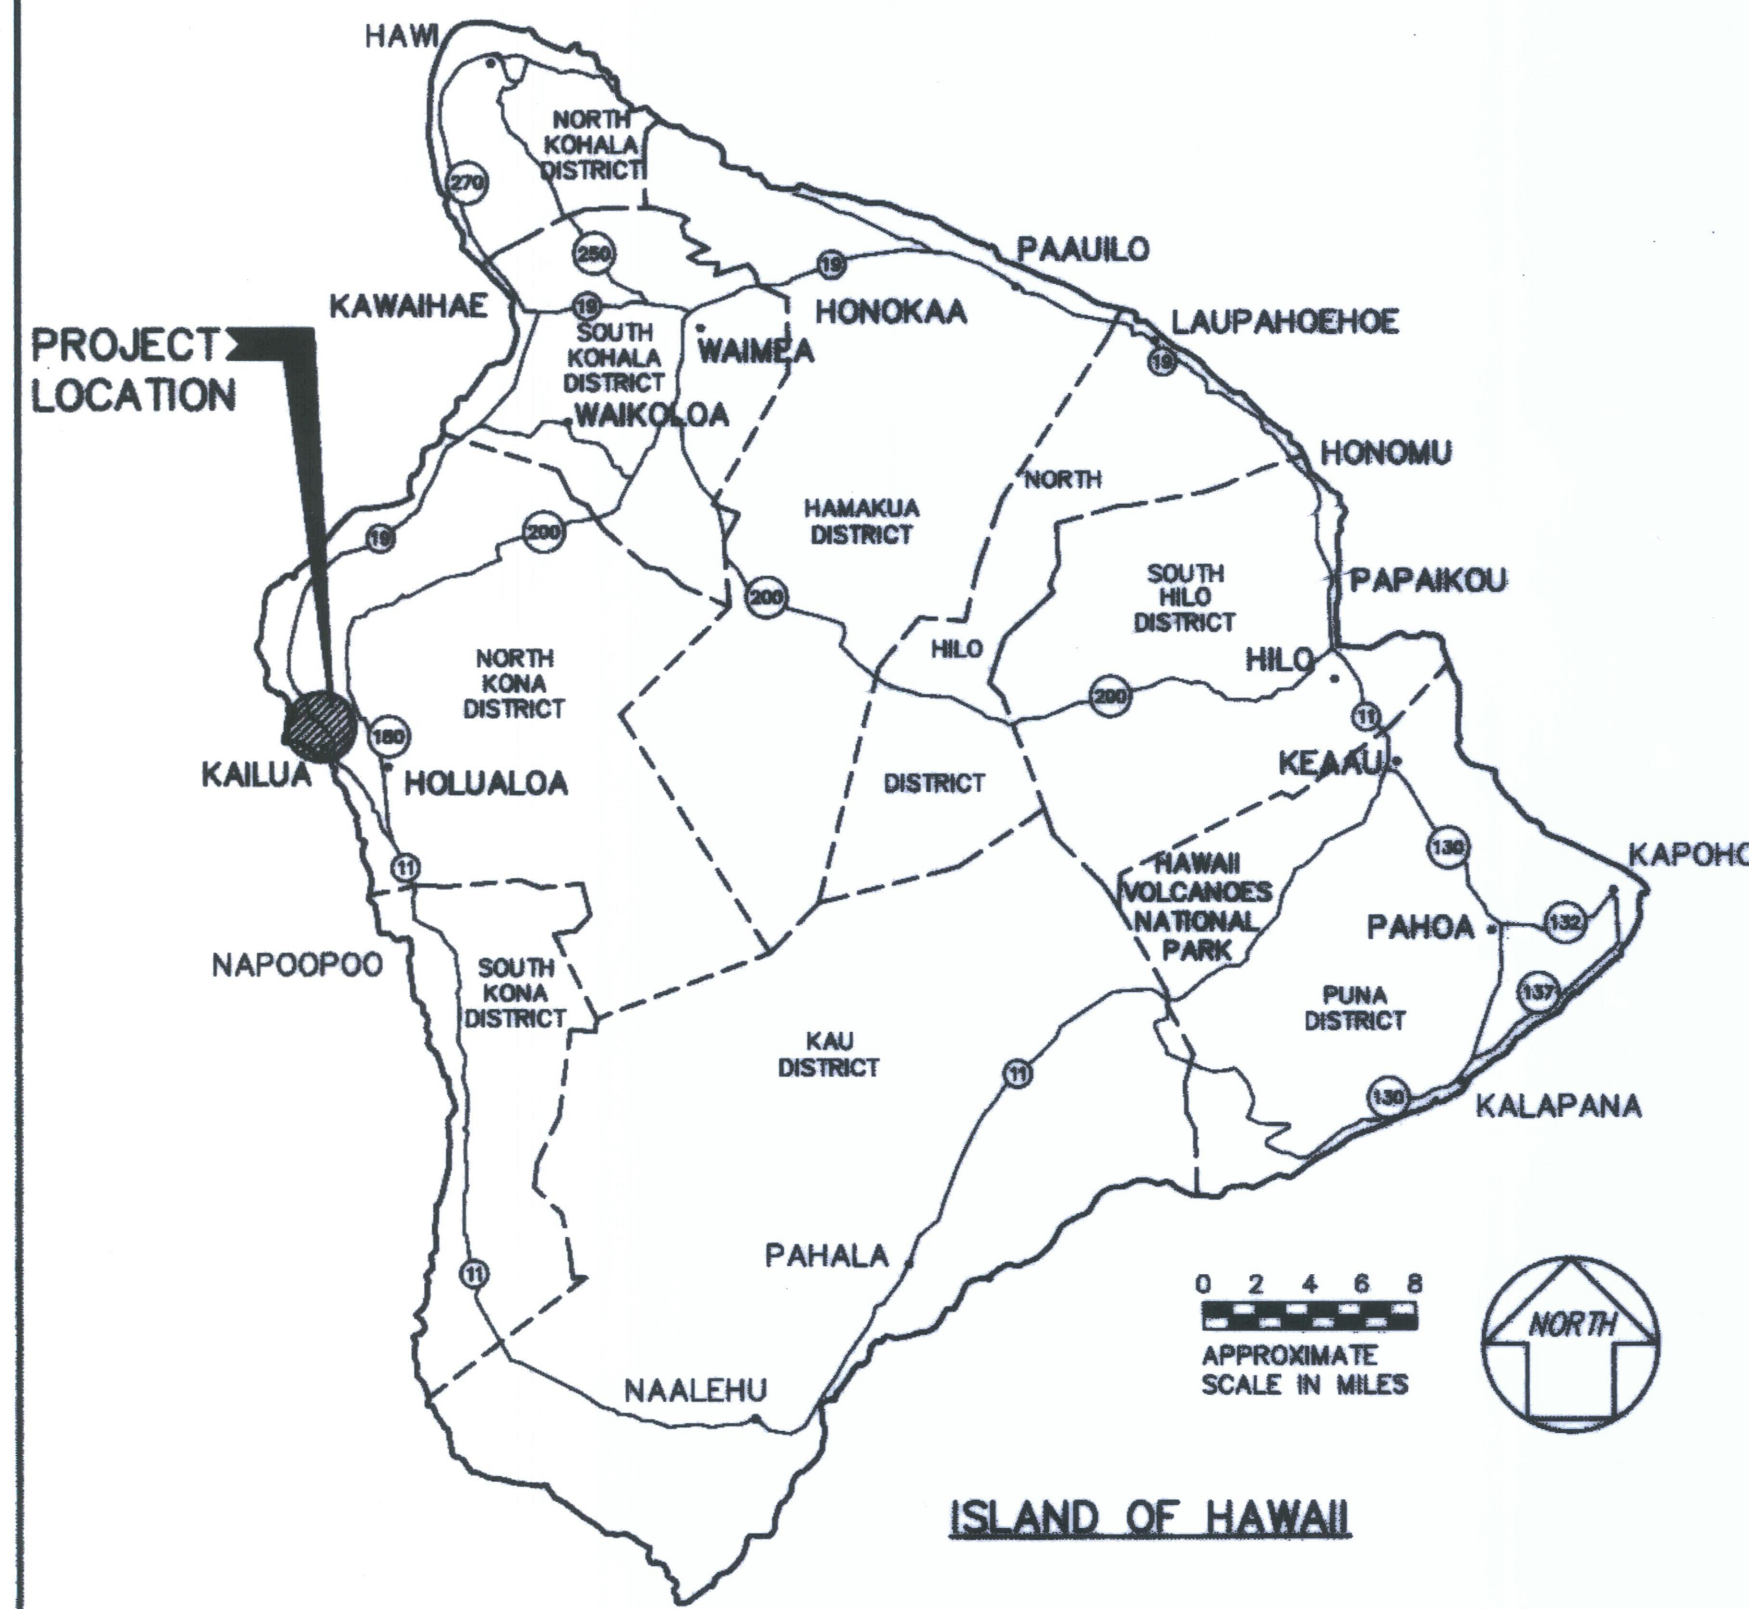 HAWI
NORTH
KOHALA
DISTRICT
270
250
PAAUILO
19
KAWAIHAE
19
HONOKAA
LAUPAHOEHOE
PROJECT
LOCATION
SOUTH
KOHALA
DISTRICT
WAIMEA
19
WAIKOLOA
HONOMU
NORTH
HAMAKUA
DISTRICT
19
200
SOUTH
HILO
DISTRICT
PAPAIKOU
200
HILO
HILO
NORTH
KONA
DISTRICT
200
11
180
KAILUA
HOLUALOA
DISTRICT
KEAAU
130
KAPOHO
11
HAWAII
VOLCANOES
NATIONAL
PARK
PAHOA
132
NAPOOPOO
SOUTH
KONA
DISTRICT
137
PUNA
DISTRICT
KAU
DISTRICT
11
130
KALAPANA
PAHALA
11
0 2 4 6 8
APPROXIMATE
SCALE IN MILES
NORTH
NAALEHU
ISLAND OF HAWAII